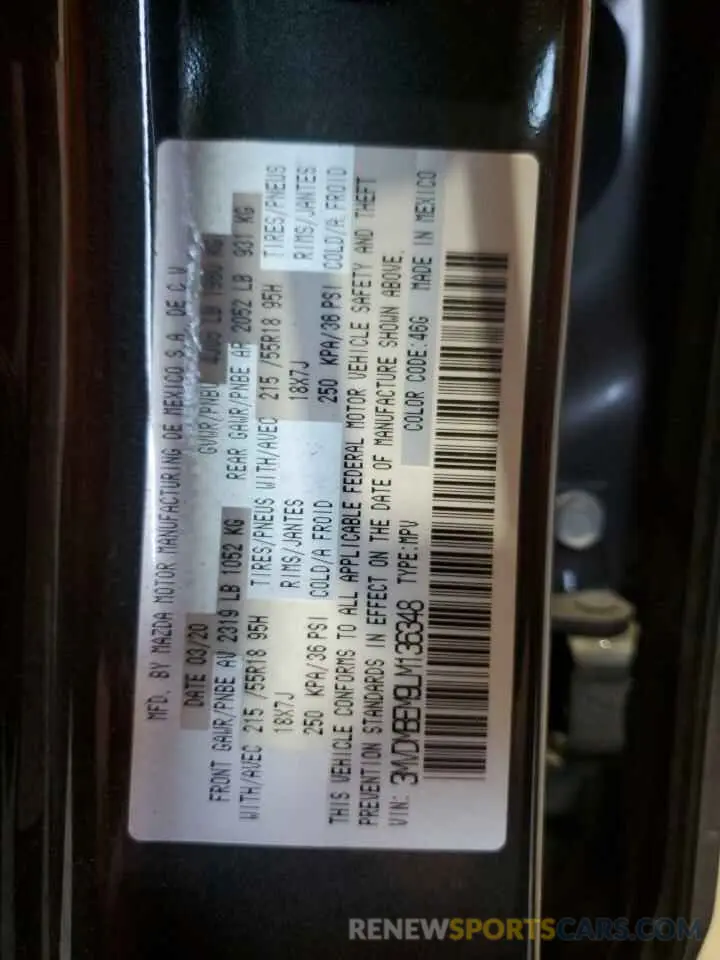 MFD. BY MAZDA MOTOR MANUFACTURING DE MEXICO S.A. DE C.V.
DATE 03/20 GVWR/PNBV 4365 LB 1980 KG
FRONT GAWR/PNBE AV 2319 LB 1052 KG REAR GAWR/PNBE AR 2052 LB 931 KG
WITH/AVEC 215 /55R18 95H TIRES/PNEUS WITH/AVEC 215 /55R18 95H TIRES/PNEUS
18X7J RIMS/JANTES 18X7J RIMS/JANTES
250 KPA/36 PSI COLD/A FROID 250 KPA/36 PSI COLD/A FROID
THIS VEHICLE CONFORMS TO ALL APPLICABLE FEDERAL MOTOR VEHICLE SAFETY AND THEFT
PREVENTION STANDARDS IN EFFECT ON THE DATE OF MANUFACTURE SHOWN ABOVE.
VIN: 3MVDMBEM9LM136348 TYPE:MPV COLOR CODE:46G MADE IN MEXICO
RENEWSPORTSCARS.COM